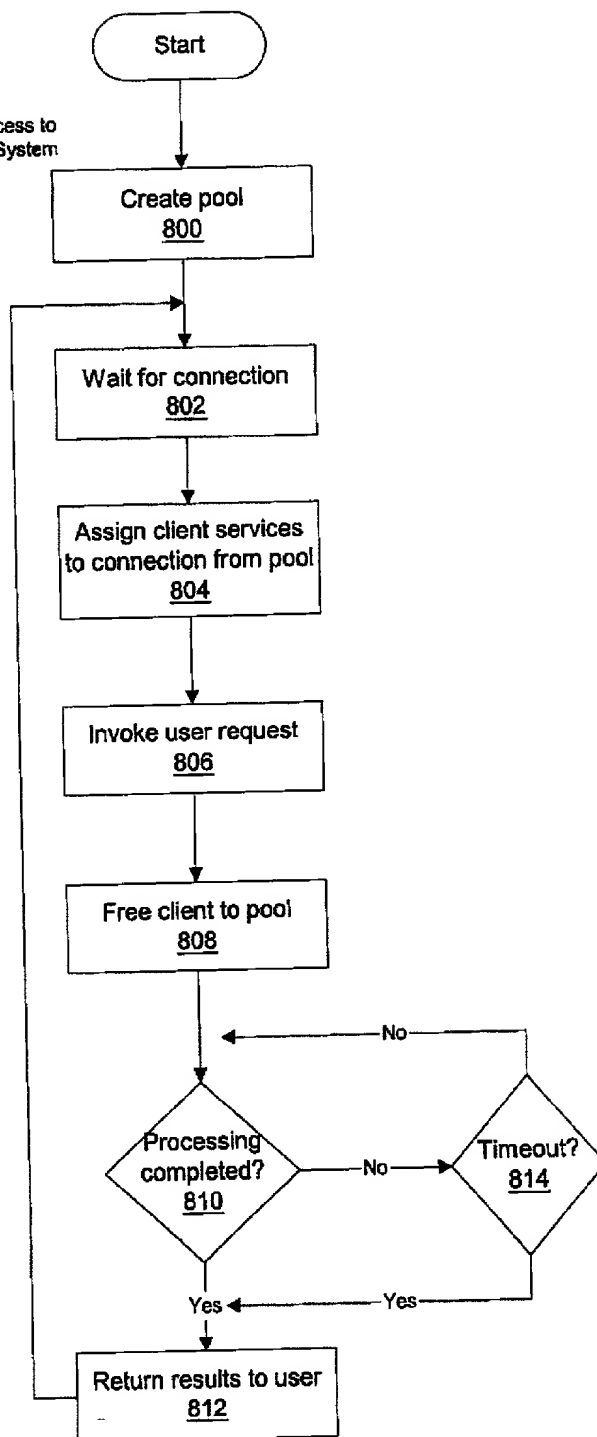 Start
System
Create pool
800
Wait for connection
802
Assign client services
to connection from pool
804
Invoke user request
806
Free client to pool
808
No
Processing
completed?
810
No
Timeout?
814
Yes
Yes
Return results to user
812